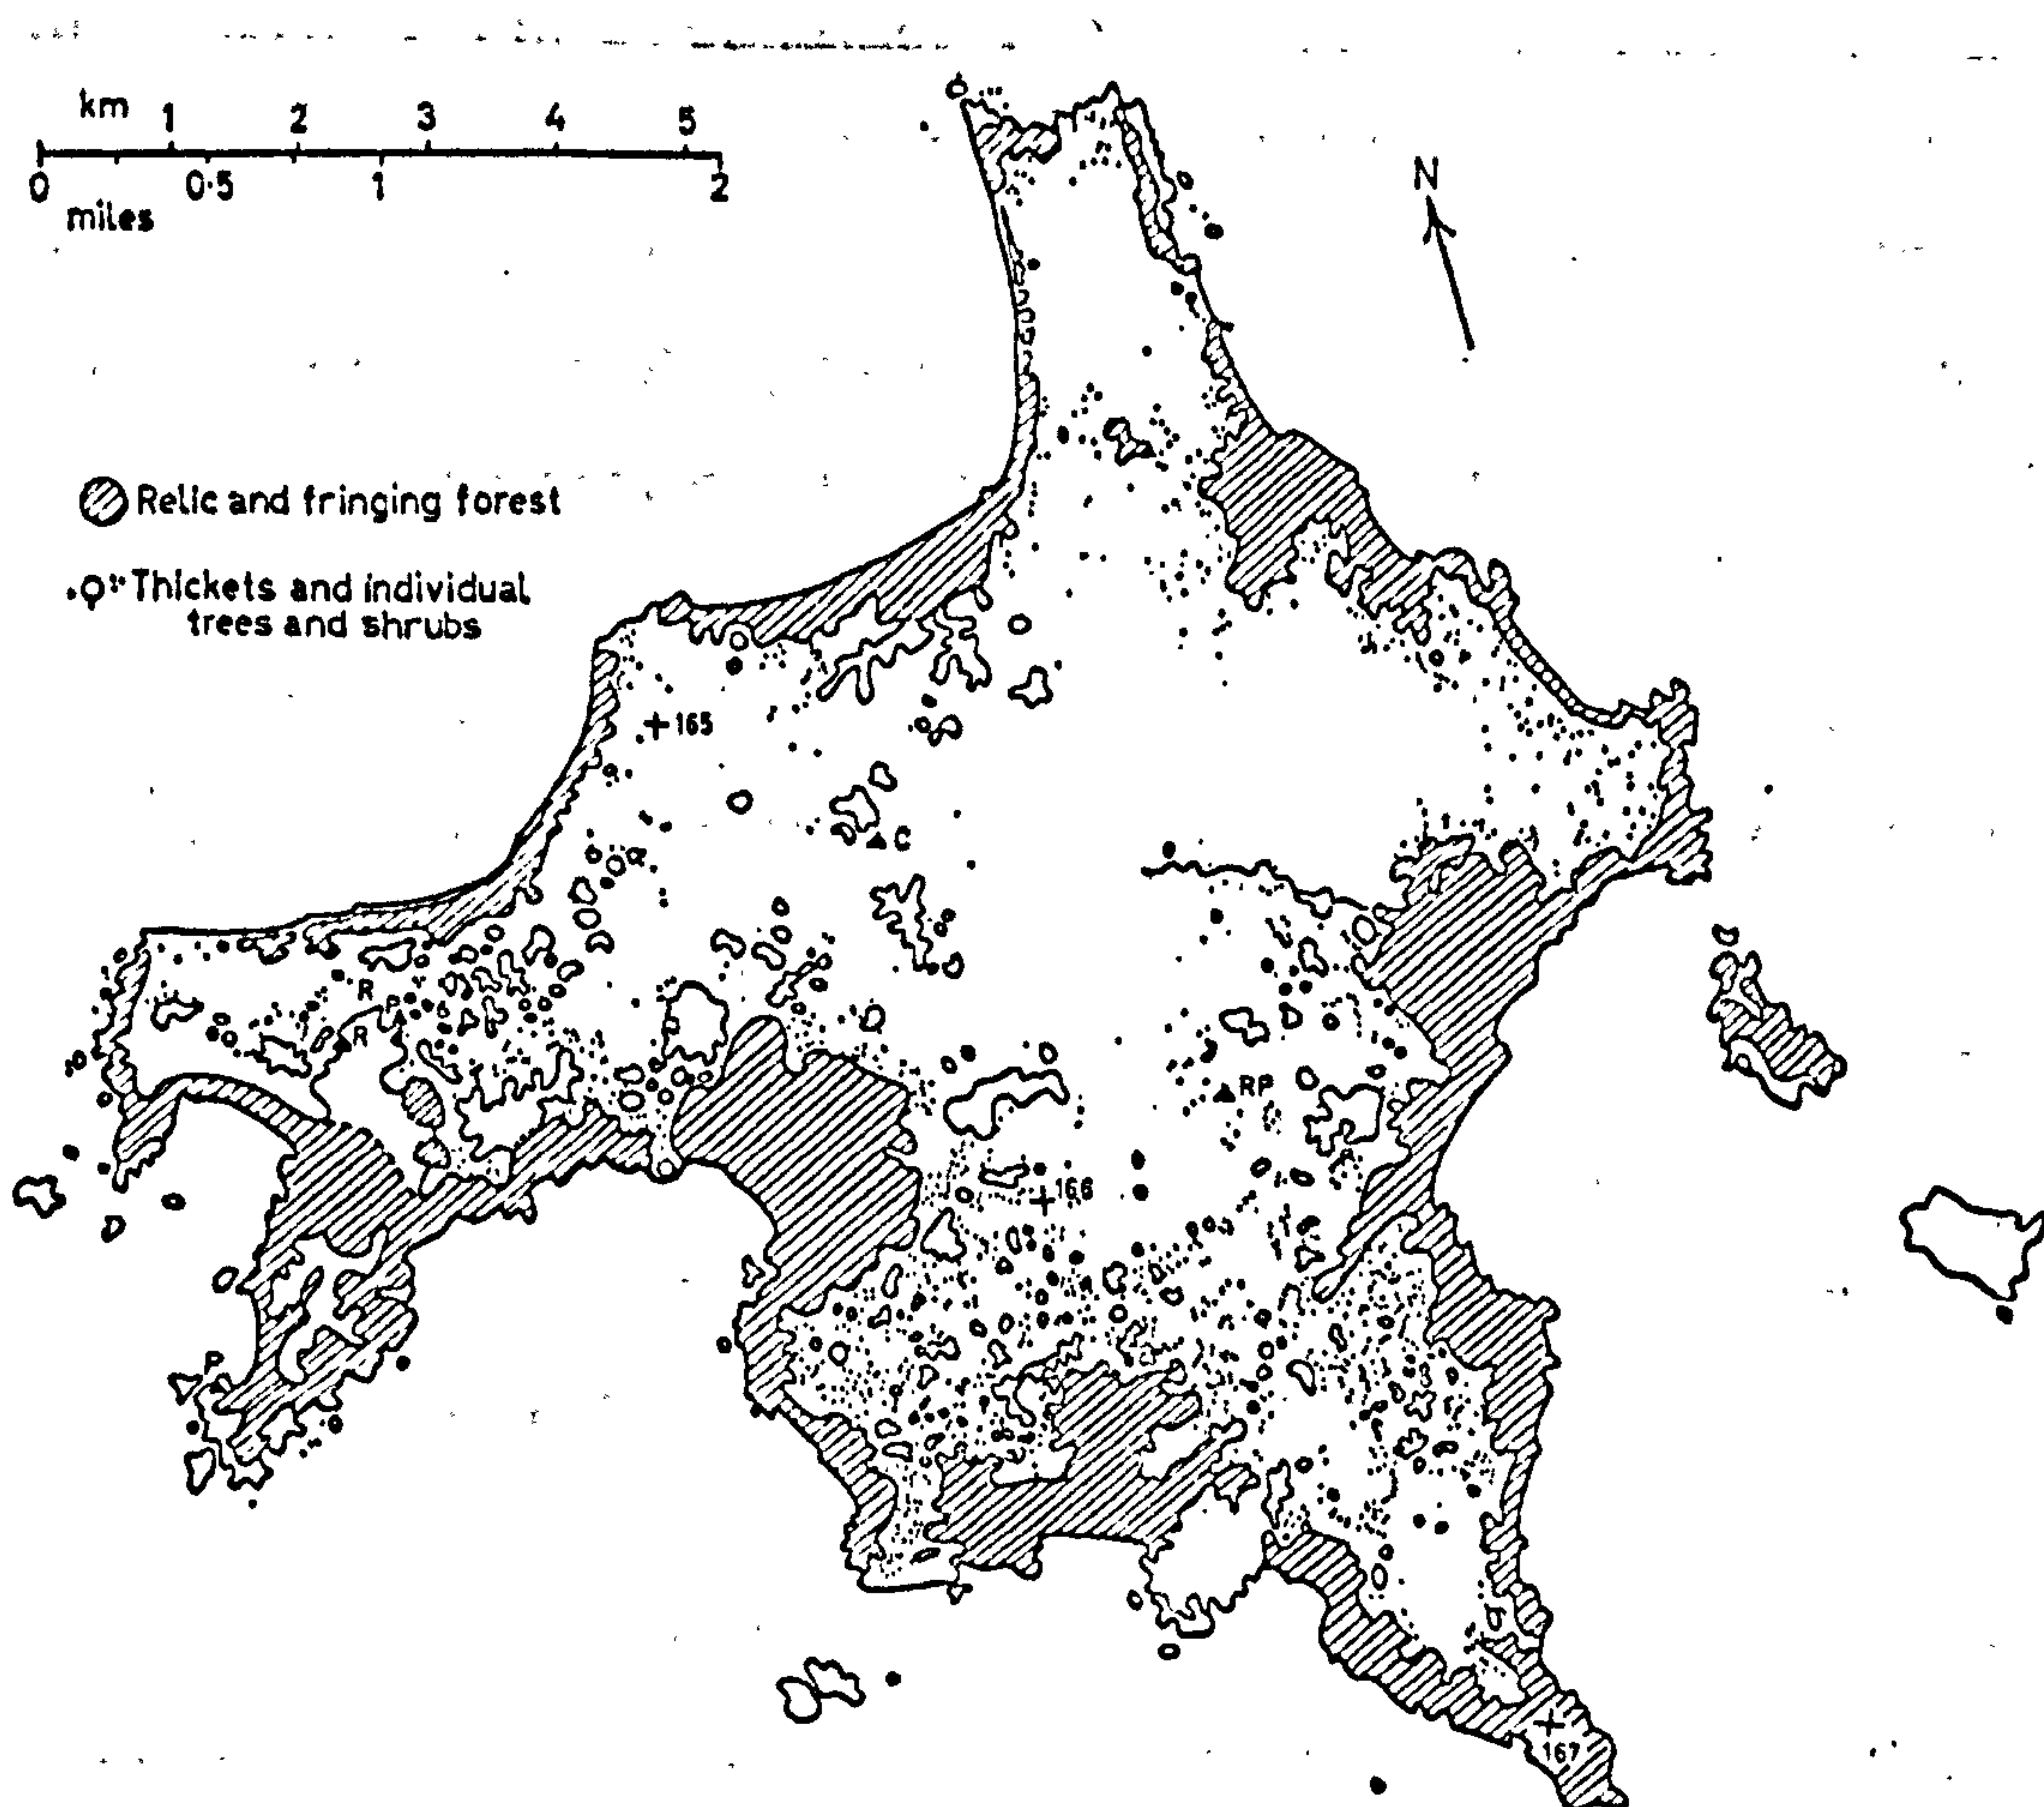 km 1 2 3 4 5
0 0.5 1 2
miles
N
Relic and fringing forest
Thickets and individual
trees and shrubs
+165
C
R
P
R
RP
+166
P
+
167